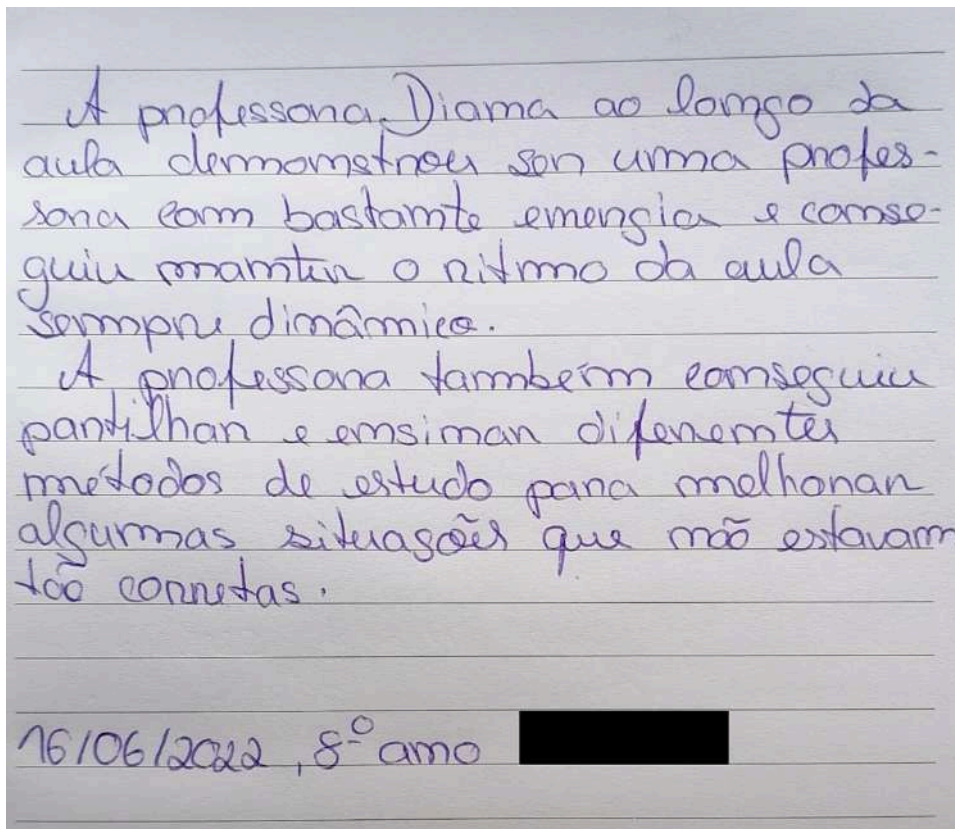 A professora Diana ao longo da
aula demonstrou ser uma profes-
sora com bastante energia e conse-
guiu manter o ritmo da aula
sempre dinâmico.
A professora também conseguiu
partilhar e ensinar diferentes
métodos de estudo para melhorar
algumas situações que não estavam
tão corretas.
16/06/2022, 8º ano